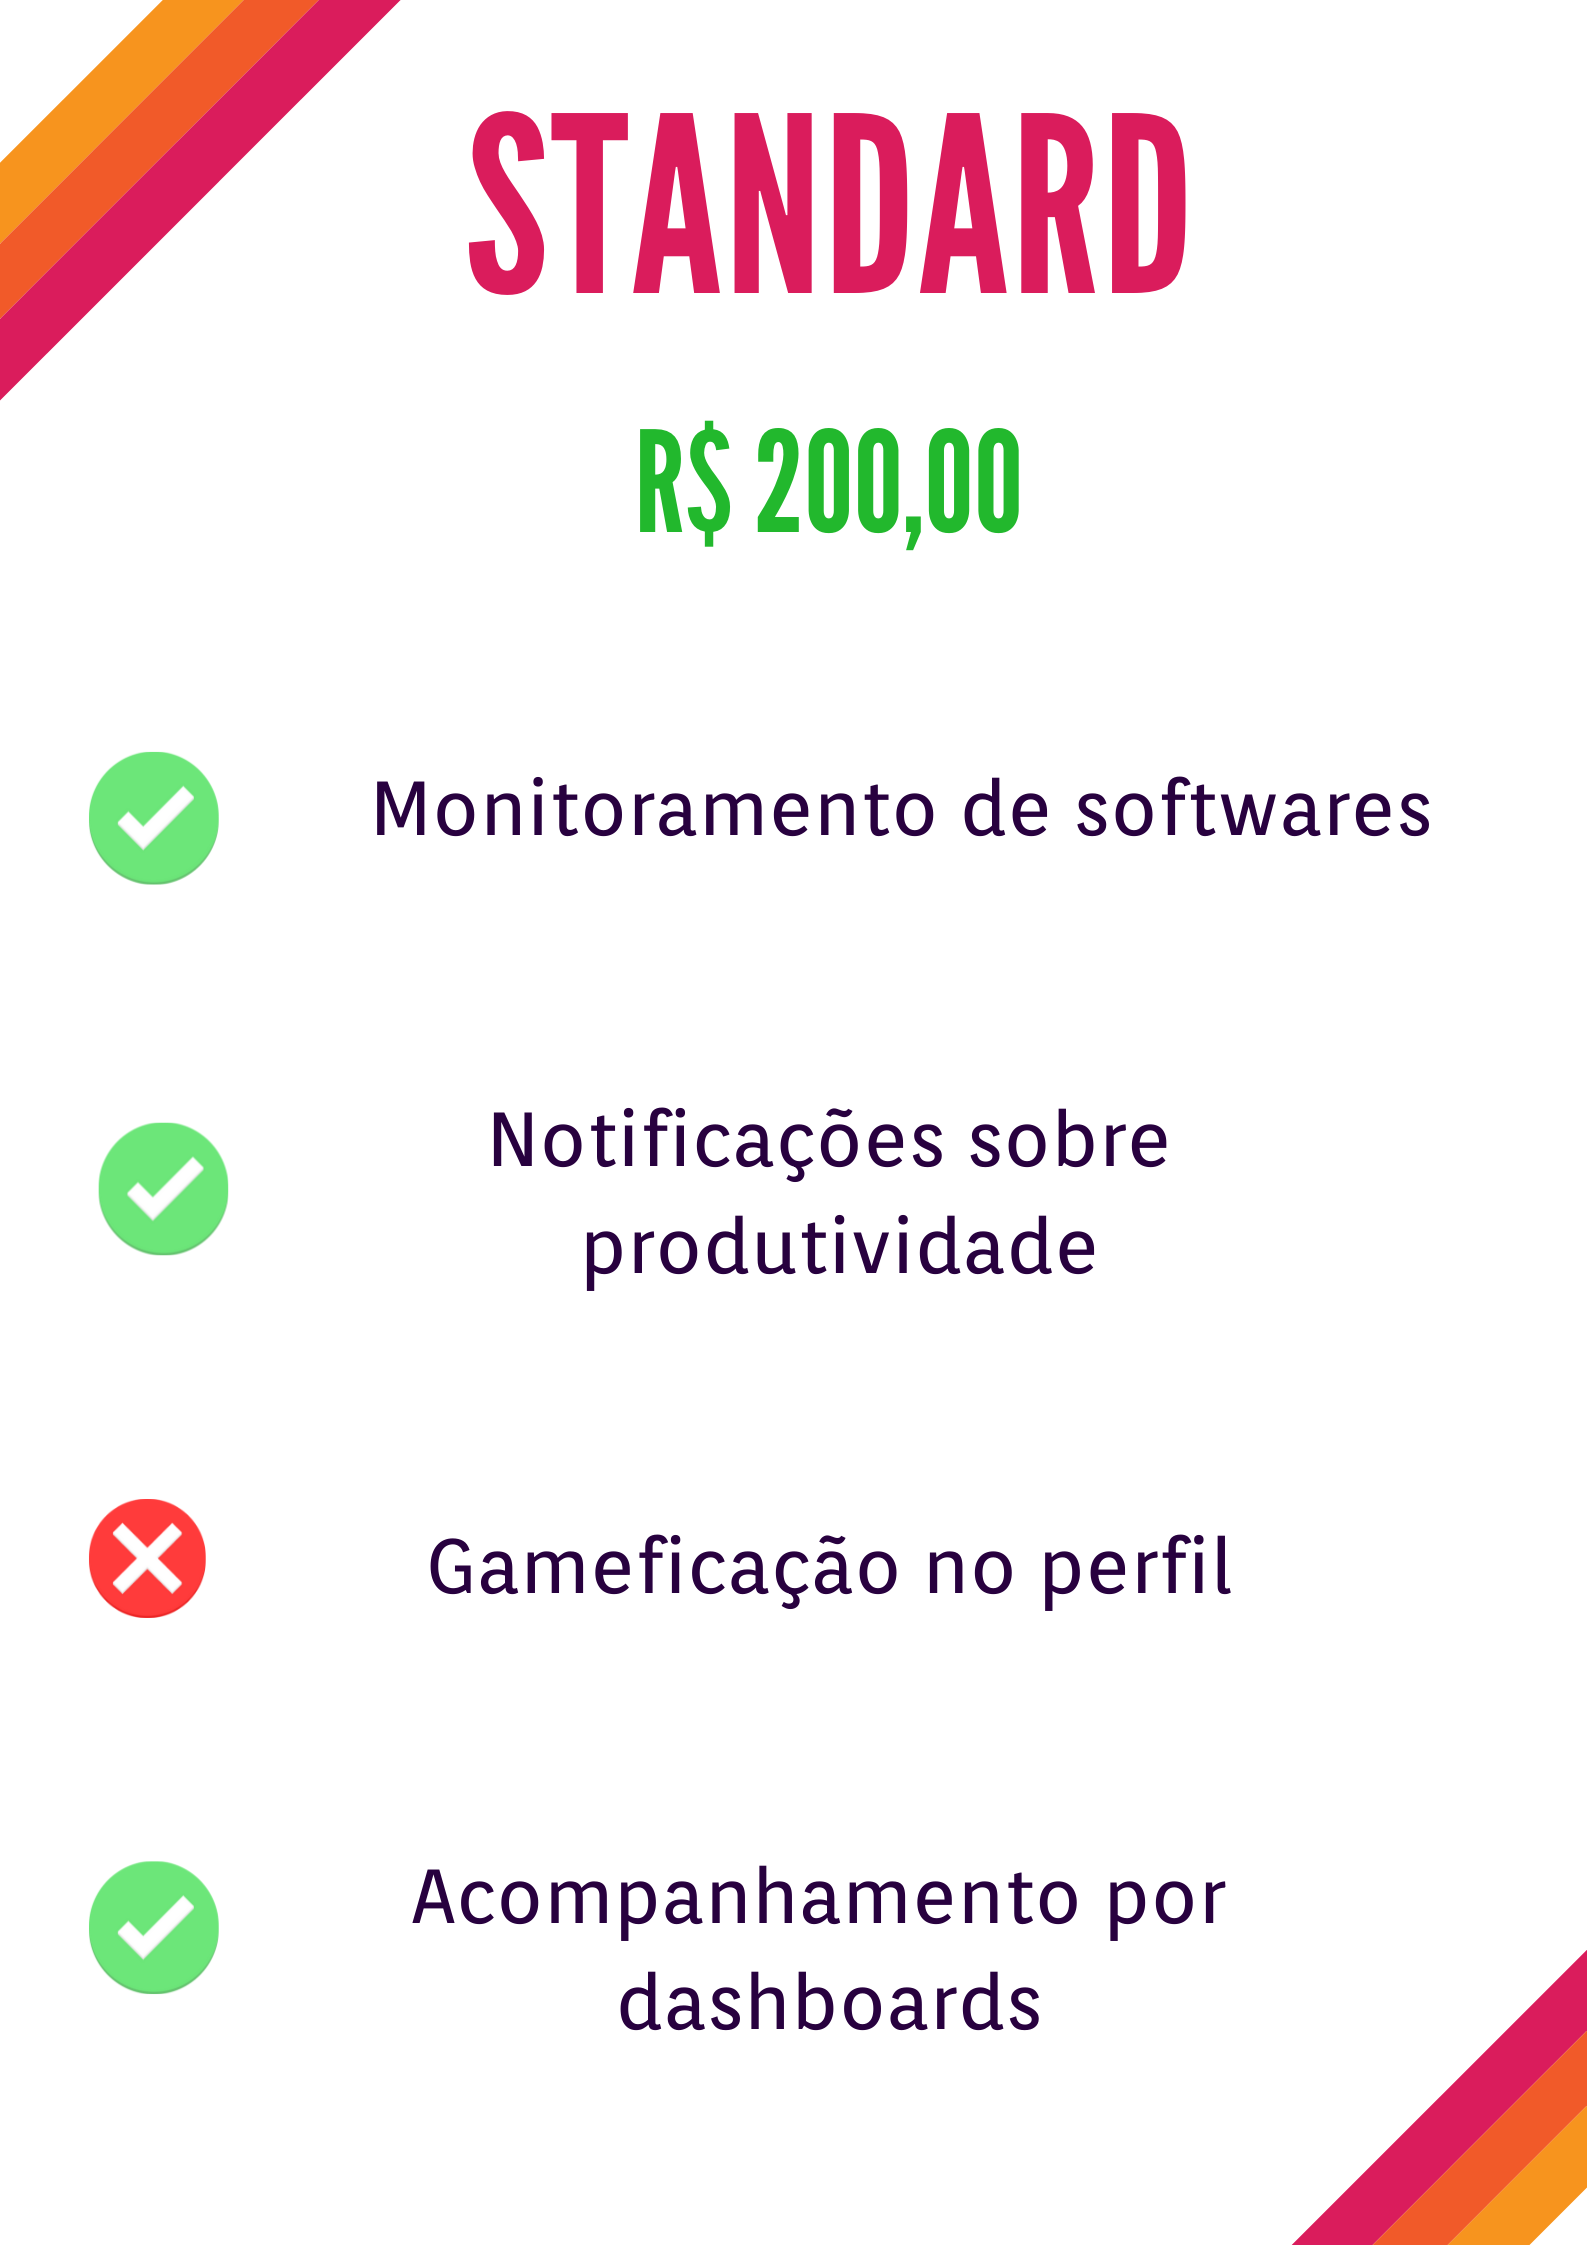 STANDARD
R$ 200,00
Monitoramento de softwares
Notificações sobre
produtividade
Gameficação no perfil
Acompanhamento por
dashboards